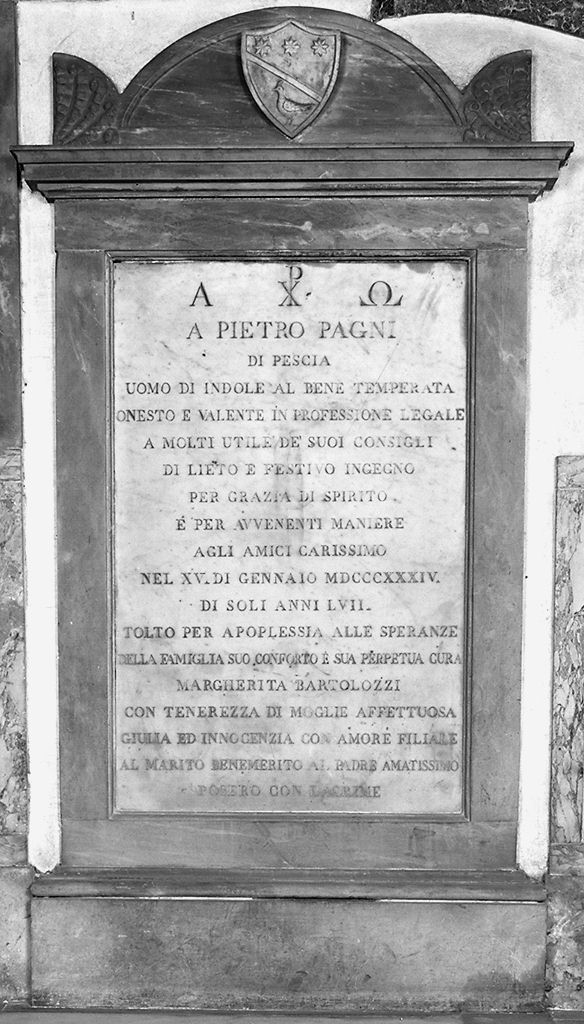 Α ☧ Ω
A PIETRO PAGNI
DI PESCIA
UOMO DI INDOLE AL BENE TEMPERATA
ONESTO E VALENTE IN PROFESSIONE LEGALE
A MOLTI UTILE DE' SUOI CONSIGLI
DI LIETO E FESTIVO INGEGNO
PER GRAZIA DI SPIRITO
E PER AVVENENTI MANIERE
AGLI AMICI CARISSIMO
NEL XV. DI GENNAIO MDCCCXXXIV.
DI SOLI ANNI LVII.
TOLTO PER APOPLESSIA ALLE SPERANZE
DELLA FAMIGLIA SUO CONFORTO E SUA PERPETUA CURA
MARGHERITA BARTOLOZZI
CON TENEREZZA DI MOGLIE AFFETTUOSA
GIULIA ED INNOCENZIA CON AMORE FILIALE
AL MARITO BENEMERITO AL PADRE AMATISSIMO
POSERO CON LACRIME